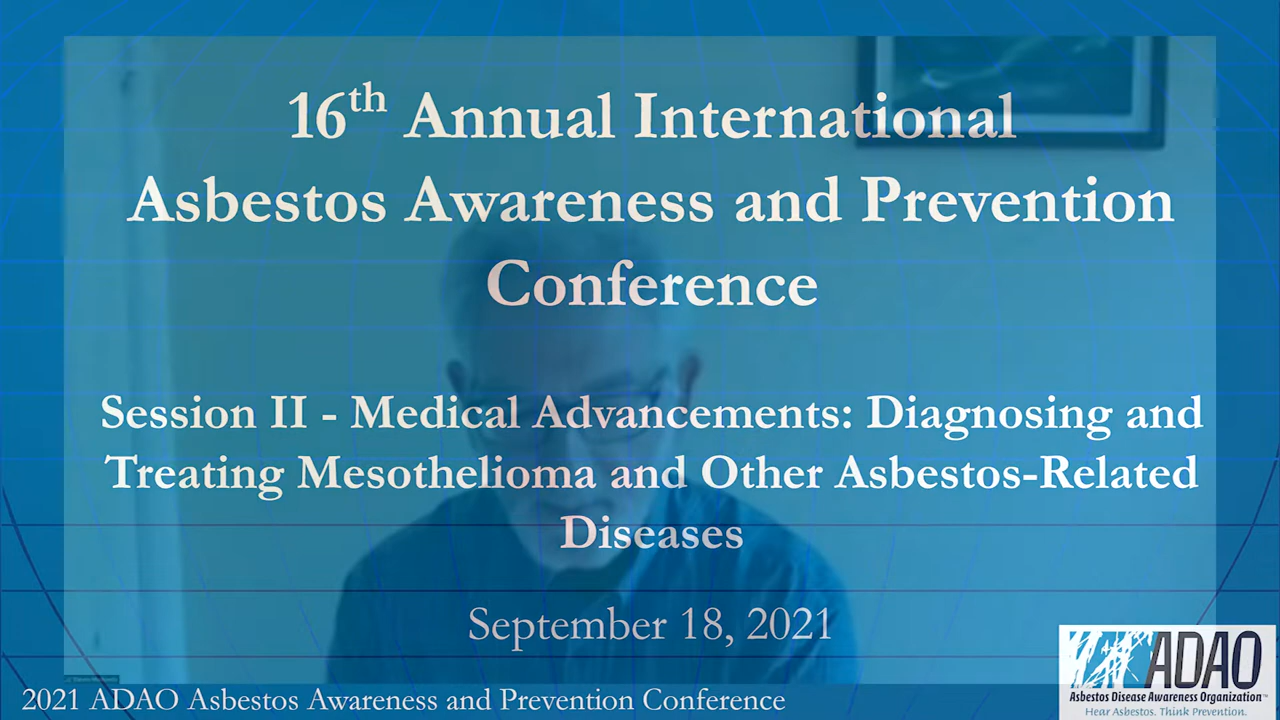 16th Annual International
Asbestos Awareness and Prevention
Conference
Session II - Medical Advancements: Diagnosing and
Treating Mesothelioma and Other Asbestos-Related
Diseases
September 18, 2021
2021 ADAO Asbestos Awareness and Prevention Conference
ADAO
Asbestos Disease Awareness Organization™
Hear Asbestos. Think Prevention.